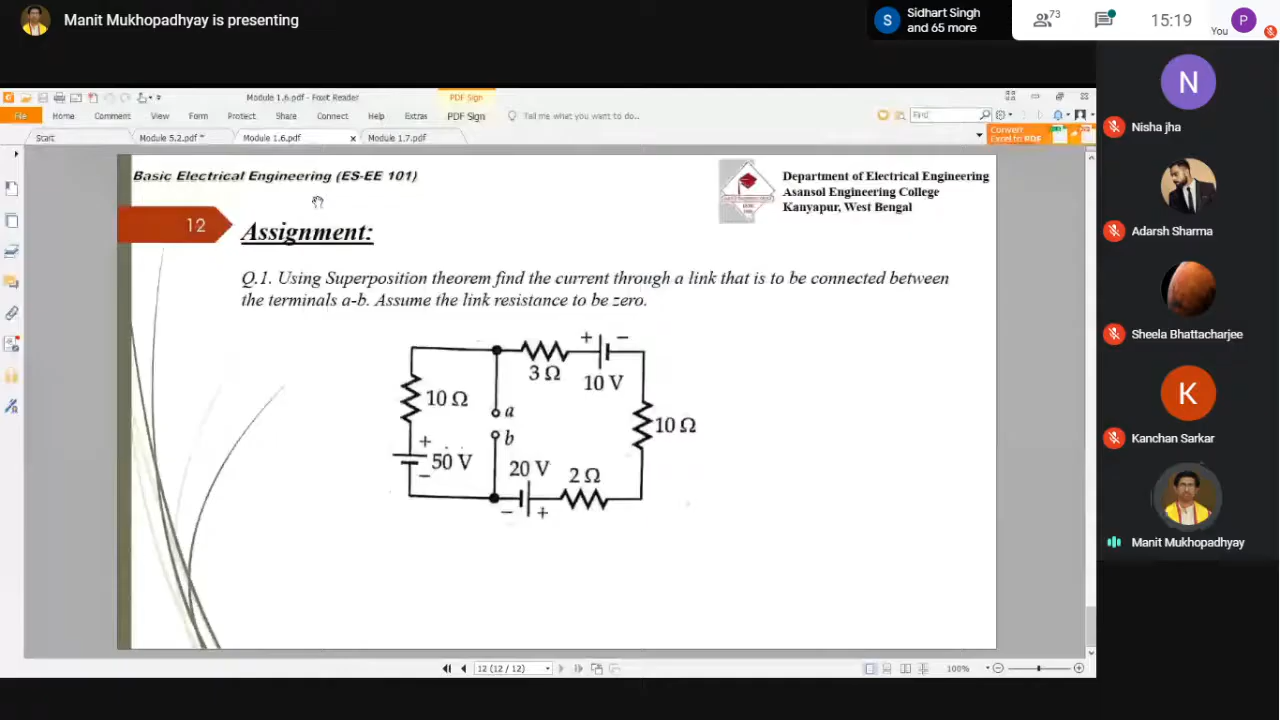 Manit Mukhopadhyay is presenting
S
Sidhart Singh
and 65 more
73
15:19
You
P
Module 1.6.pdf - Foxit Reader
PDF Sign
File
Home
Comment
View
Form
Protect
Share
Connect
Help
Extras
PDF Sign
Tell me what you want to do..
Find
Start
Module 5.2.pdf *
Module 1.6.pdf
Module 1.7.pdf
Convert
Excel to PDF
Basic Electrical Engineering (ES-EE 101)
Department of Electrical Engineering
Asansol Engineering College
Kanyapur, West Bengal
12
Assignment:
Q.1. Using Superposition theorem find the current through a link that is to be connected between
the terminals a-b. Assume the link resistance to be zero.
+ −
3 Ω
10 V
10 Ω
a
b
10 Ω
+
50 V
−
20 V
2 Ω
− +
12 (12 / 12)
100%
N
Nisha jha
Adarsh Sharma
Sheela Bhattacharjee
K
Kanchan Sarkar
Manit Mukhopadhyay